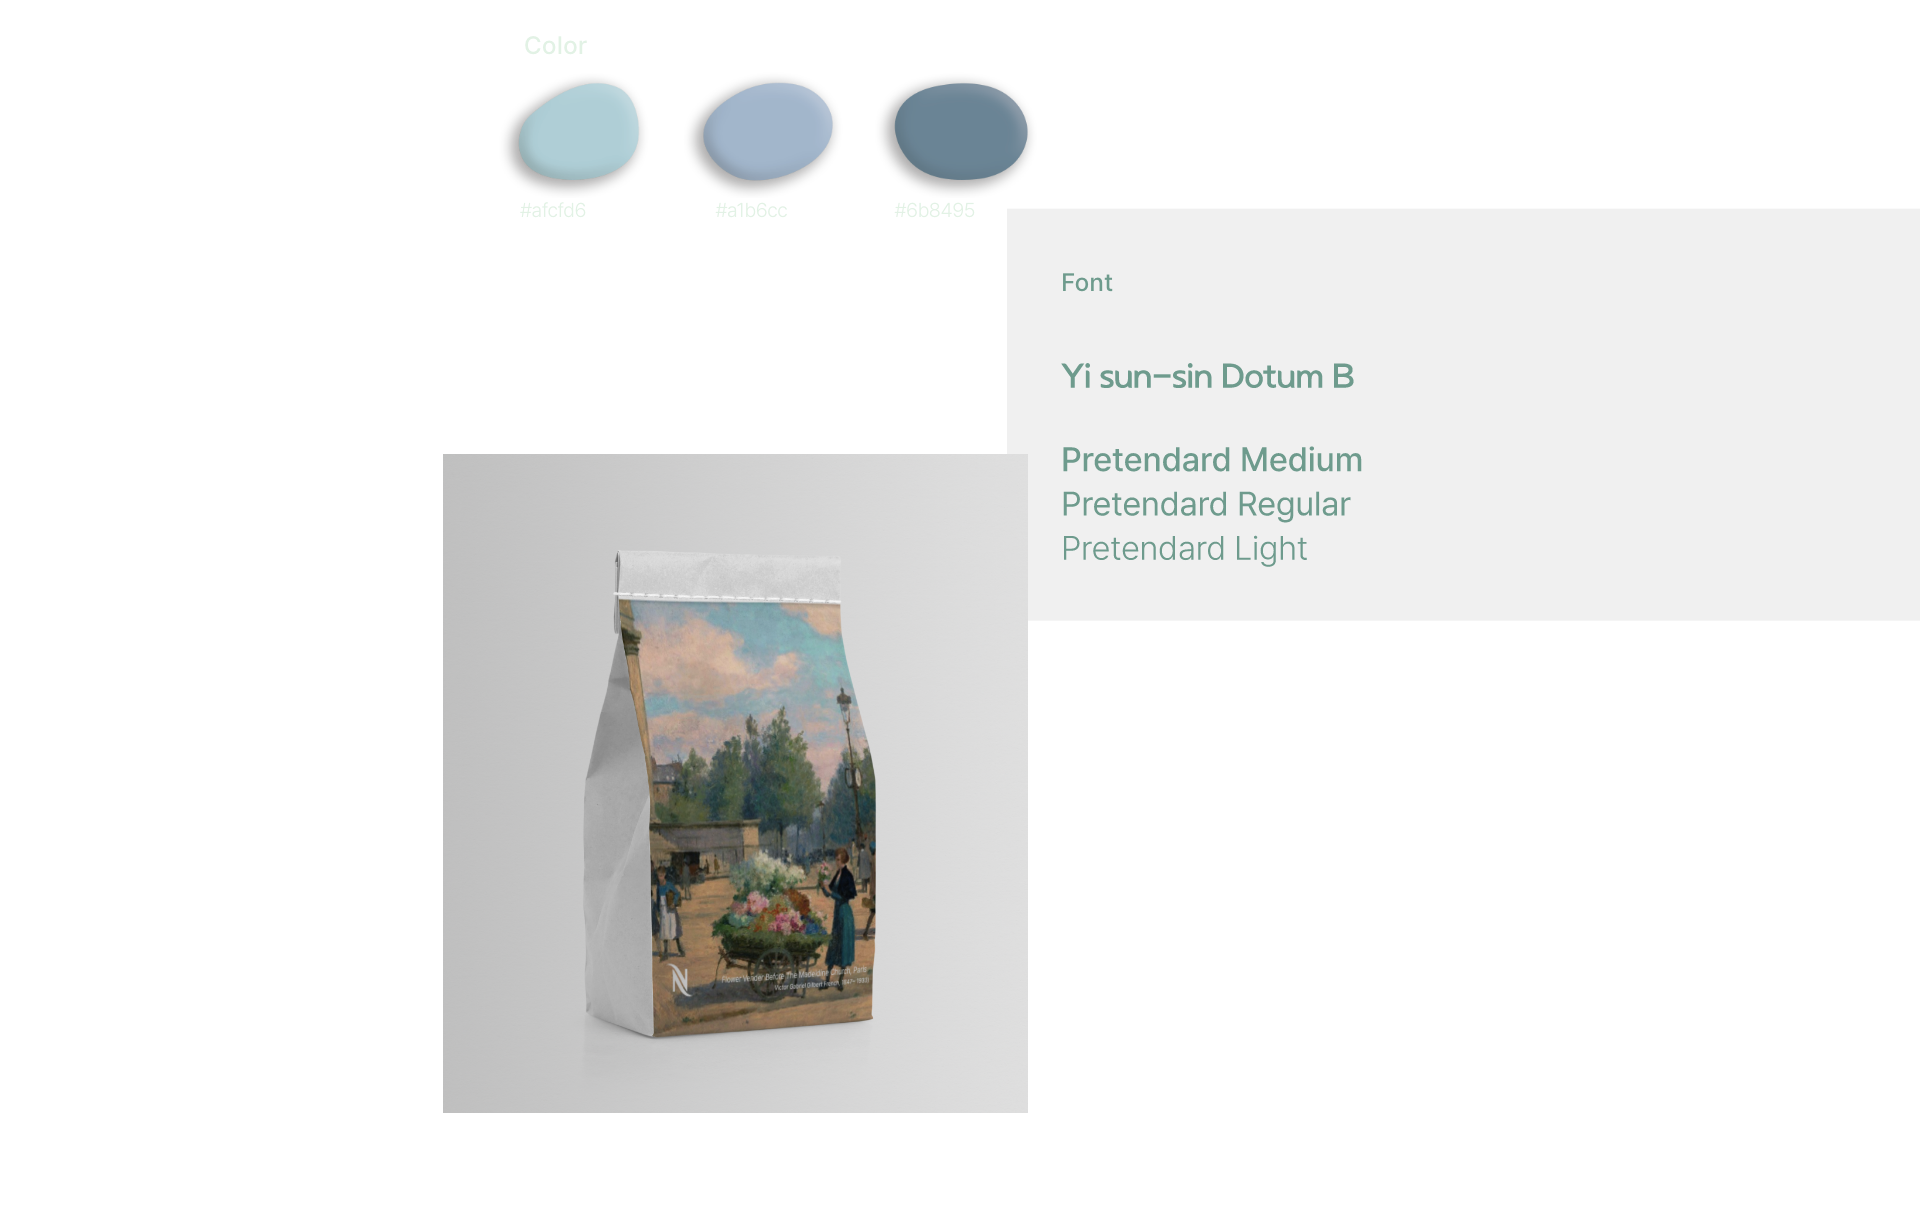 Color
#afcfd6
#a1b6cc
#6b8495
Font
Yi sun-sin Dotum B
Pretendard Medium
Pretendard Regular
Pretendard Light
N
Flower Vendor Before The Madeleine Church, Paris
Victor Gabriel Gilbert French, 1847-1933